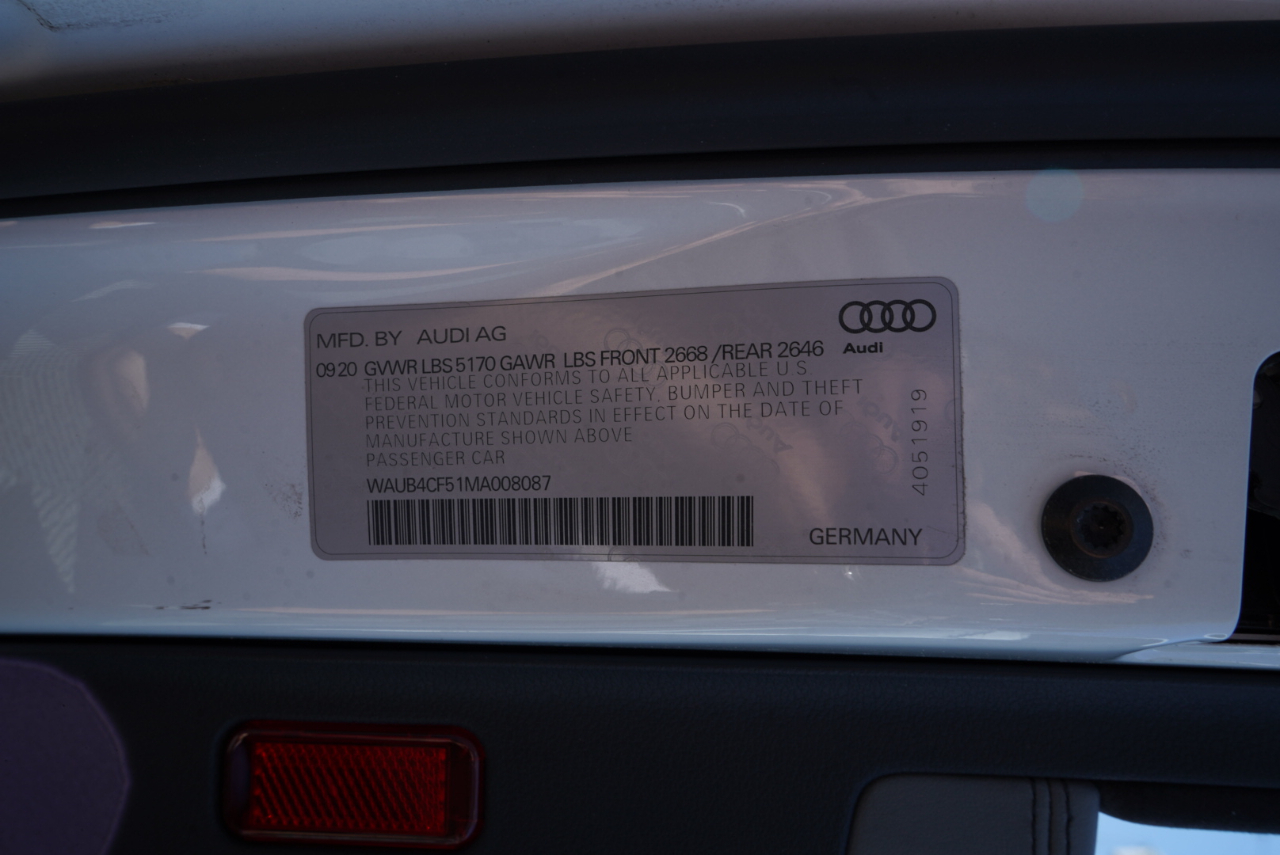 MFD. BY AUDI AG
09.20 GVWR LBS 5170 GAWR LBS FRONT 2668 /REAR 2646
THIS VEHICLE CONFORMS TO ALL APPLICABLE U.S.
FEDERAL MOTOR VEHICLE SAFETY, BUMPER AND THEFT
PREVENTION STANDARDS IN EFFECT ON THE DATE OF
MANUFACTURE SHOWN ABOVE
PASSENGER CAR
WAUB4CF51MA008087
Audi
4051919
GERMANY
Audi